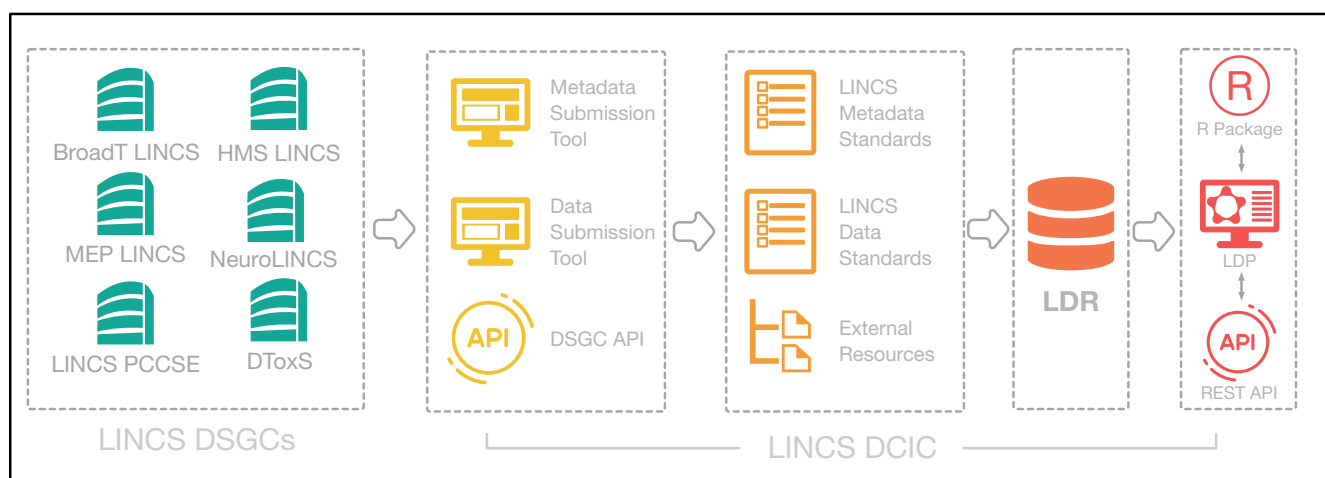 BroadT LINCS
HMS LINCS
MEP LINCS
NeuroLINCS
LINCS PCCSE
DToxS
LINCS DSGCs
Metadata
Submission
Tool
Data
Submission
Tool
API
DSGC API
LINCS
Metadata
Standards
LINCS
Data
Standards
External
Resources
LDR
R
R Package
LDP
API
REST API
LINCS DCIC